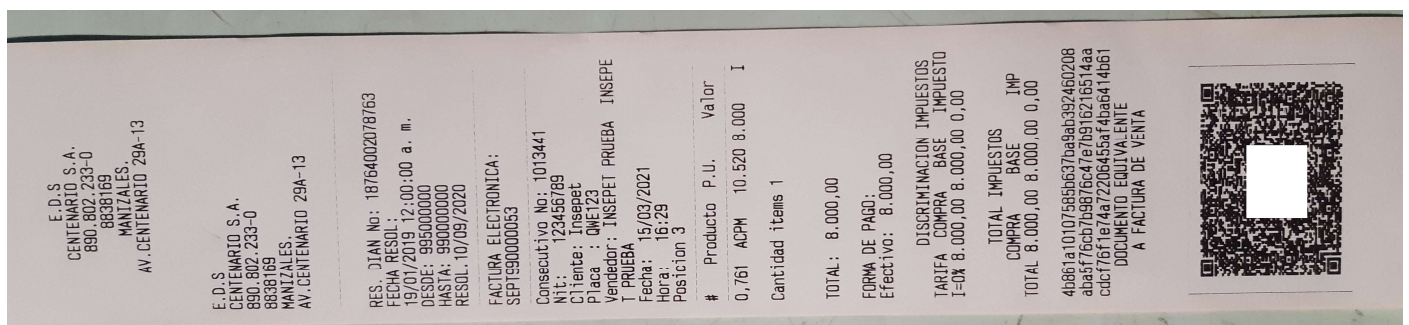 E.D.S
CENTENARIO S.A.
890.802.233-0
8838169
MANIZALES.
AV.CENTENARIO 29A-13
E.D.S
CENTENARIO S.A.
890.802.233-0
8838169
MANIZALES.
AV.CENTENARIO 29A-13
RES. DIAN No: 18764002078763
FECHA RESOL:
19/01/2019 12:00:00 a. m.
DESDE: 995000000
HASTA: 990000000
RESOL.10/09/2020
FACTURA ELECTRONICA:
SEPT990000053
Consecutivo No: 1013441
Nit: 123456789
Cliente: Insepet
Placa : QWE123
Vendedor: INSEPET PRUEBA INSEPE
T PRUEBA
Fecha: 15/03/2021
Hora: 16:29
Posicion 3
# Producto P.U. Valor
0,761 ACPM 10.520 8.000 I
Cantidad items 1
TOTAL: 8.000,00
FORMA DE PAGO:
Efectivo: 8.000,00
DISCRIMINACION IMPUESTOS
TARIFA COMPRA BASE IMPUESTO
I=0% 8.000,00 8.000,00 0,00
TOTAL IMPUESTOS
COMPRA BASE IMP
TOTAL 8.000,00 8.000,00 0,00
4b861a10107585b637ba9ab392460208
aba5f76cb7b9876c47e7b916216514aa
cdcf76f1e74a72206455af4ba6414b61
DOCUMENTO EQUIVALENTE
A FACTURA DE VENTA